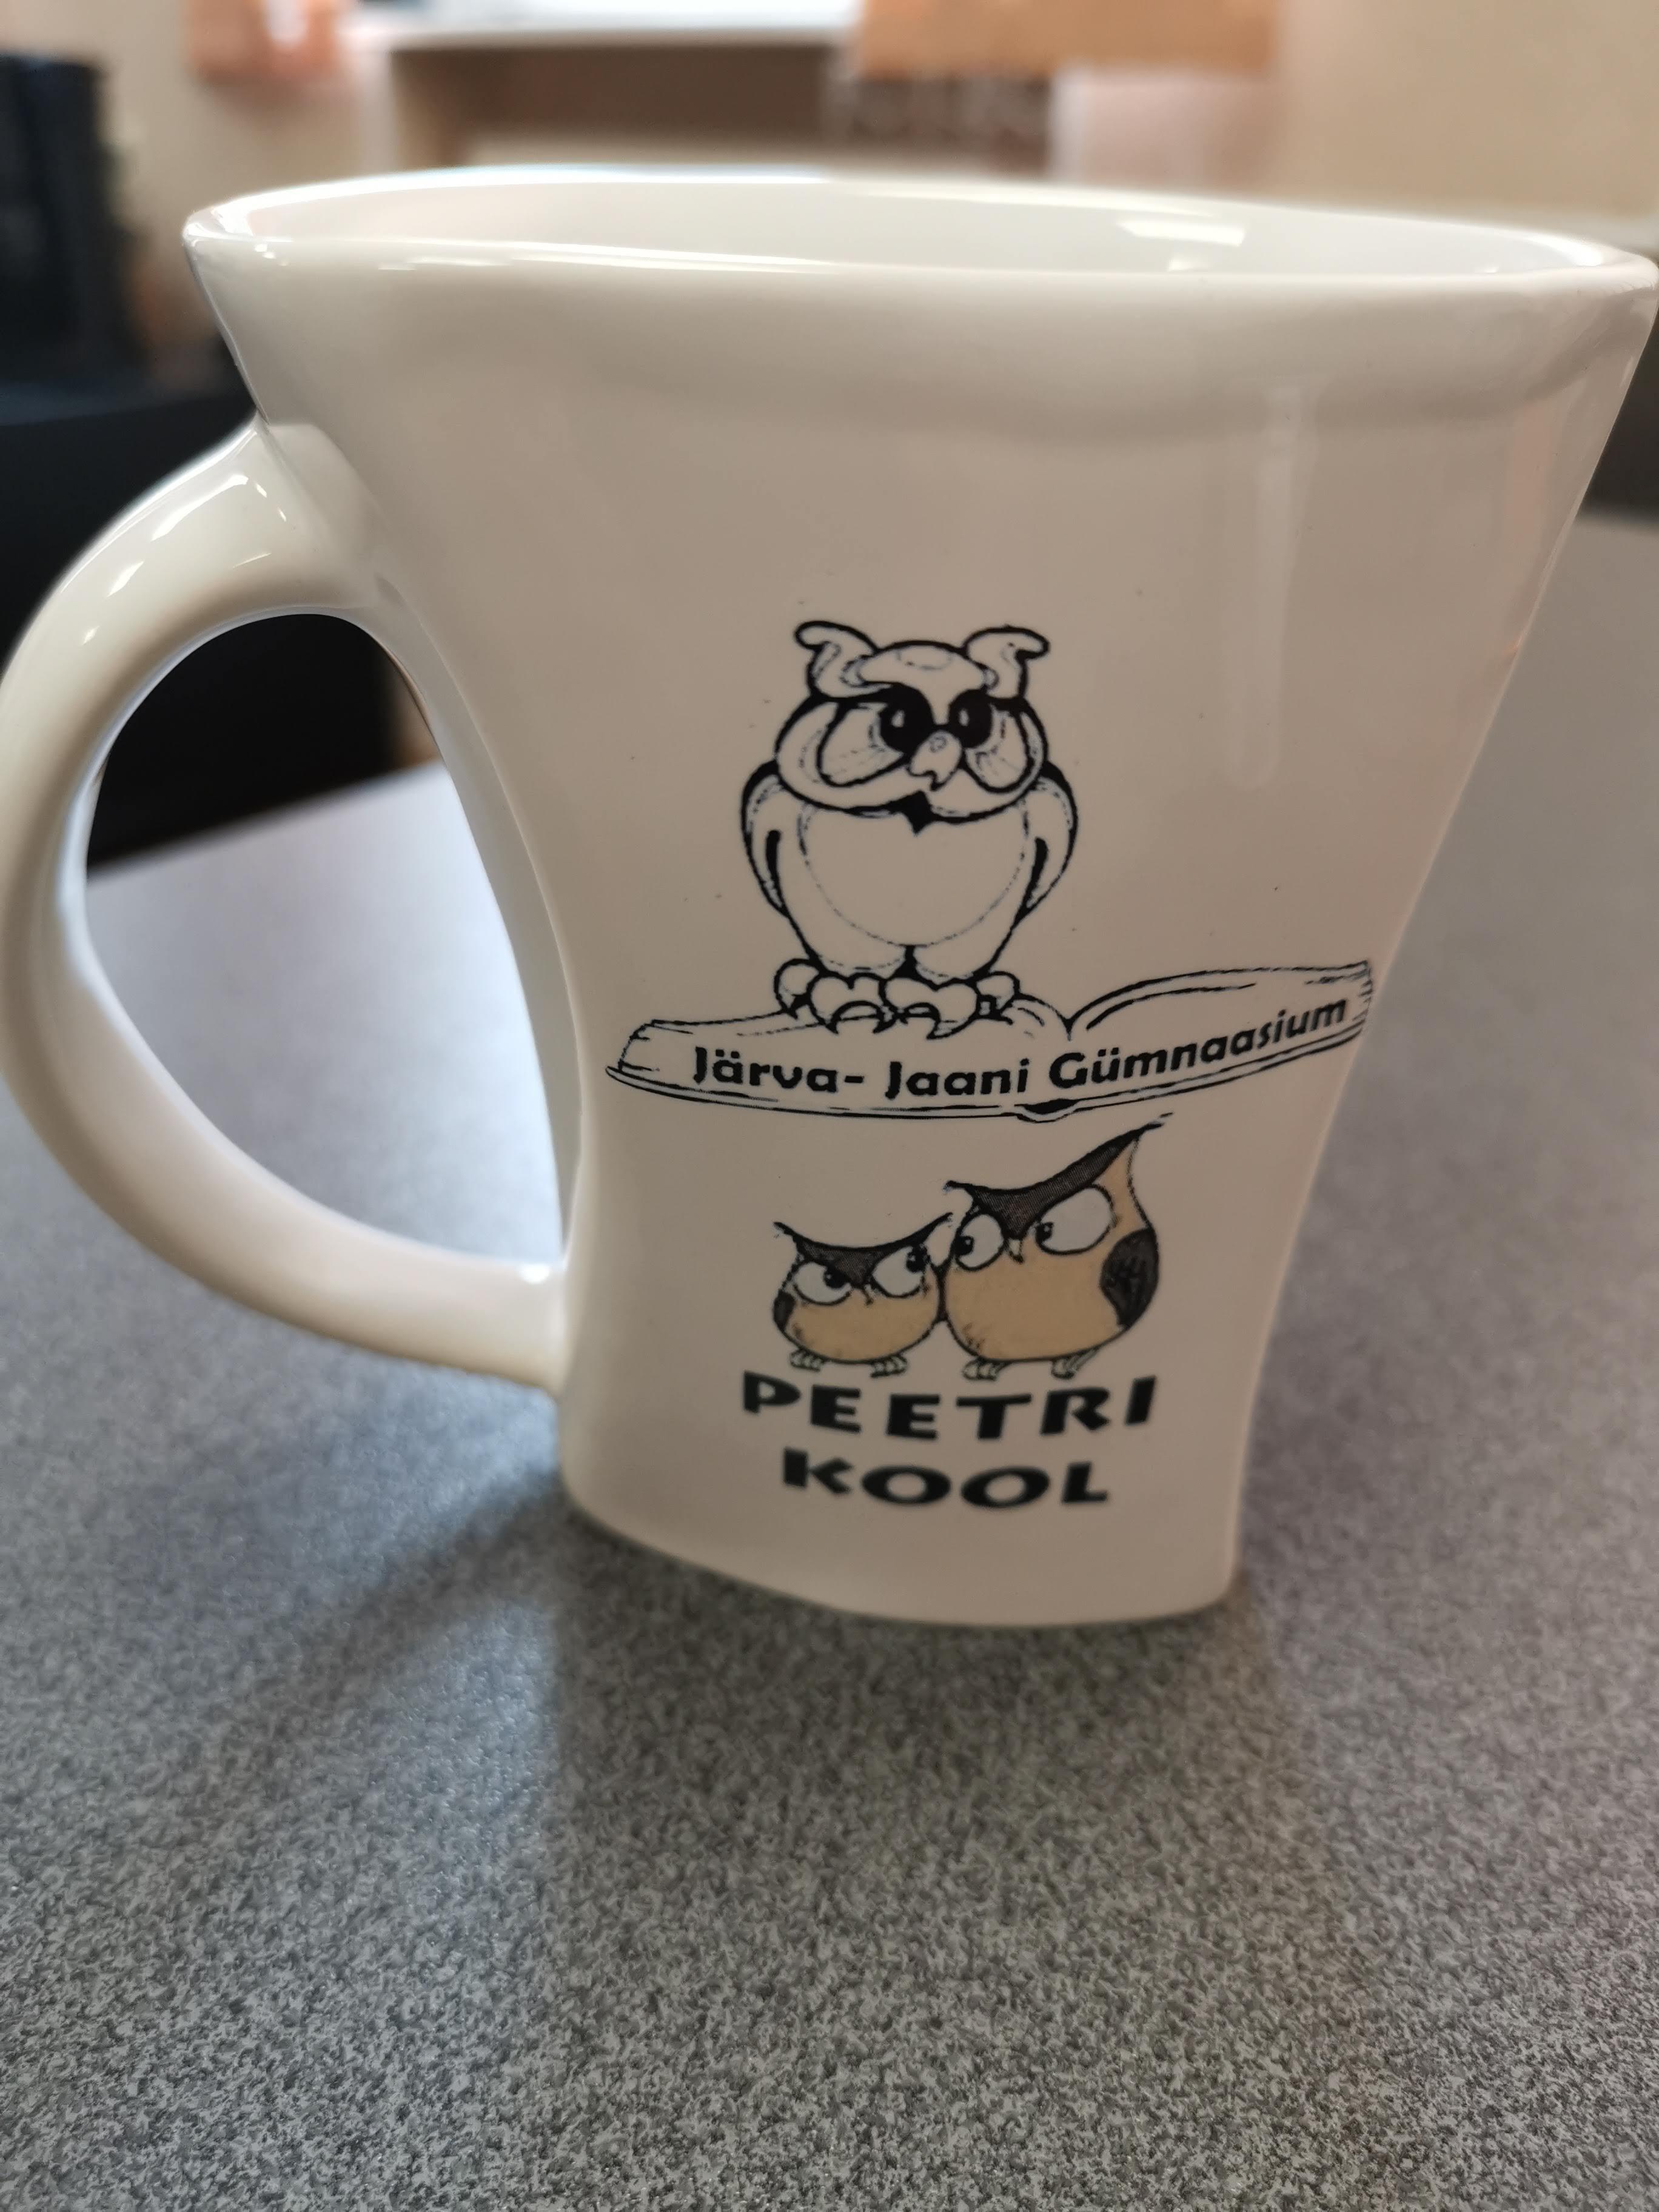 Järva- Jaani Gümnaasium
PEETRI
KOOL